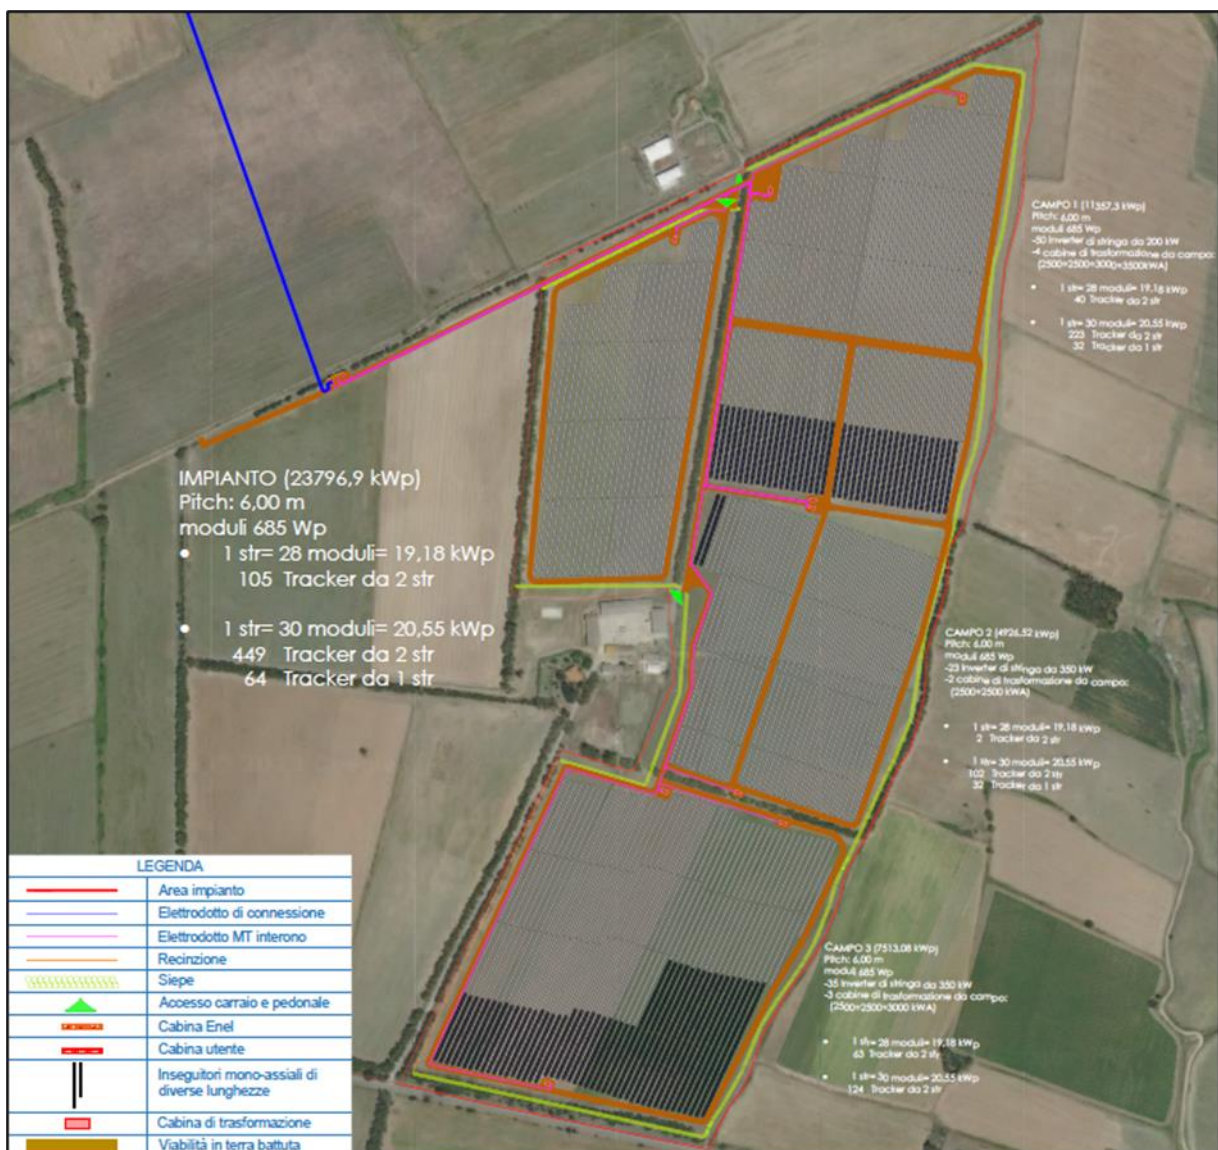 CAMPO 1 (11357,3 kWp)
Pitch: 6,00 m
moduli 685 Wp
-50 Inverter di stringa da 200 kW
-4 cabine di trasformazione da campo:
(2500+2500+3000+3500kWA)
• 1 str= 28 moduli= 19,18 kWp
40 Tracker da 2 str
• 1 str= 30 moduli= 20,55 kWp
223 Tracker da 2 str
32 Tracker da 1 str
IMPIANTO (23796,9 kWp)
Pitch: 6,00 m
moduli 685 Wp
• 1 str= 28 moduli= 19,18 kWp
105 Tracker da 2 str
• 1 str= 30 moduli= 20,55 kWp
449 Tracker da 2 str
64 Tracker da 1 str
CAMPO 2 (4926,52 kWp)
Pitch: 6,00 m
moduli 685 Wp
-23 Inverter di stringa da 350 kW
-2 cabine di trasformazione da campo:
(2500+2500 kWA)
• 1 str= 28 moduli= 19,18 kWp
2 Tracker da 2 str
• 1 str= 30 moduli= 20,55 kWp
102 Tracker da 2 str
32 Tracker da 1 str
CAMPO 3 (7513,08 kWp)
Pitch: 6,00 m
moduli 685 Wp
-35 Inverter di stringa da 350 kW
-3 cabine di trasformazione da campo:
(2500+2500+3000 kWA)
• 1 str= 28 moduli= 19,18 kWp
63 Tracker da 2 str
• 1 str= 30 moduli= 20,55 kWp
124 Tracker da 2 str
LEGENDA
Area impianto
Elettrodotto di connessione
Elettrodotto MT interono
Recinzione
Siepe
Accesso carraio e pedonale
Cabina Enel
Cabina utente
Inseguitori mono-assiali di
diverse lunghezze
Cabina di trasformazione
Viabilità in terra battuta